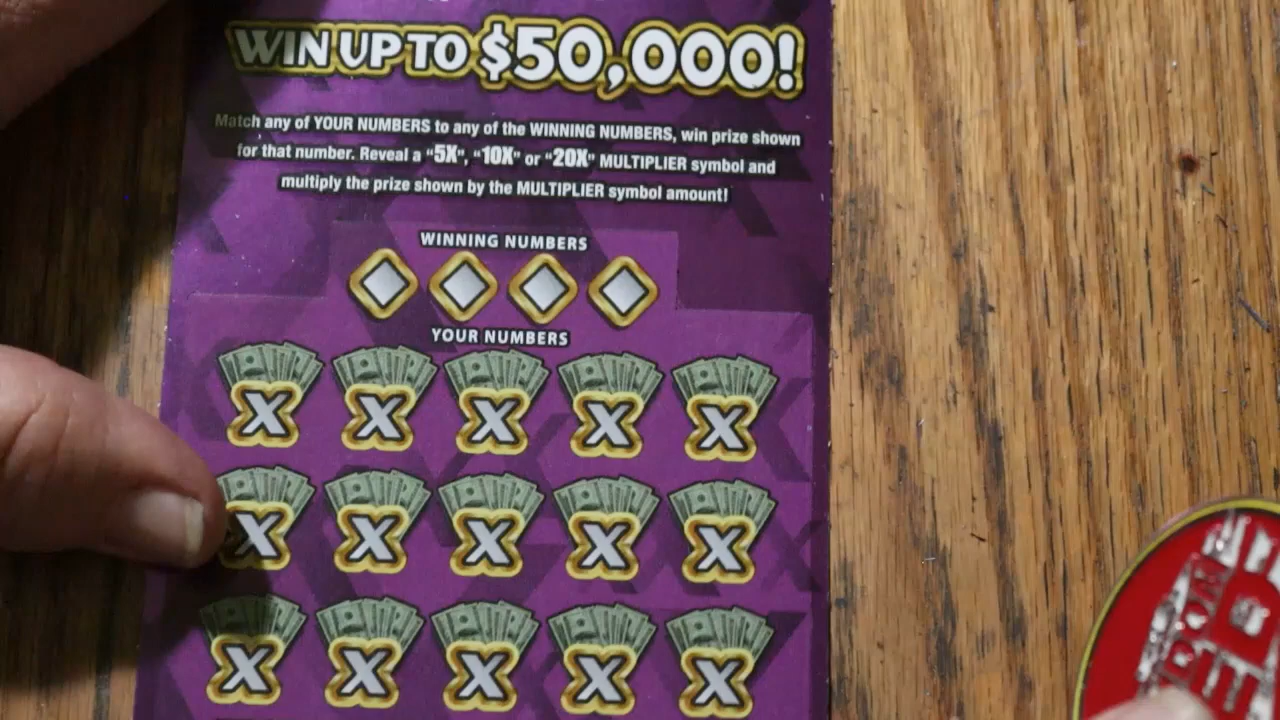 WIN UP TO $50,000!
Match any of YOUR NUMBERS to any of the WINNING NUMBERS, win prize shown
for that number. Reveal a “5X”, “10X” or “20X” MULTIPLIER symbol and
multiply the prize shown by the MULTIPLIER symbol amount!
WINNING NUMBERS
YOUR NUMBERS
X X X X X
X X X X X
X X X X X